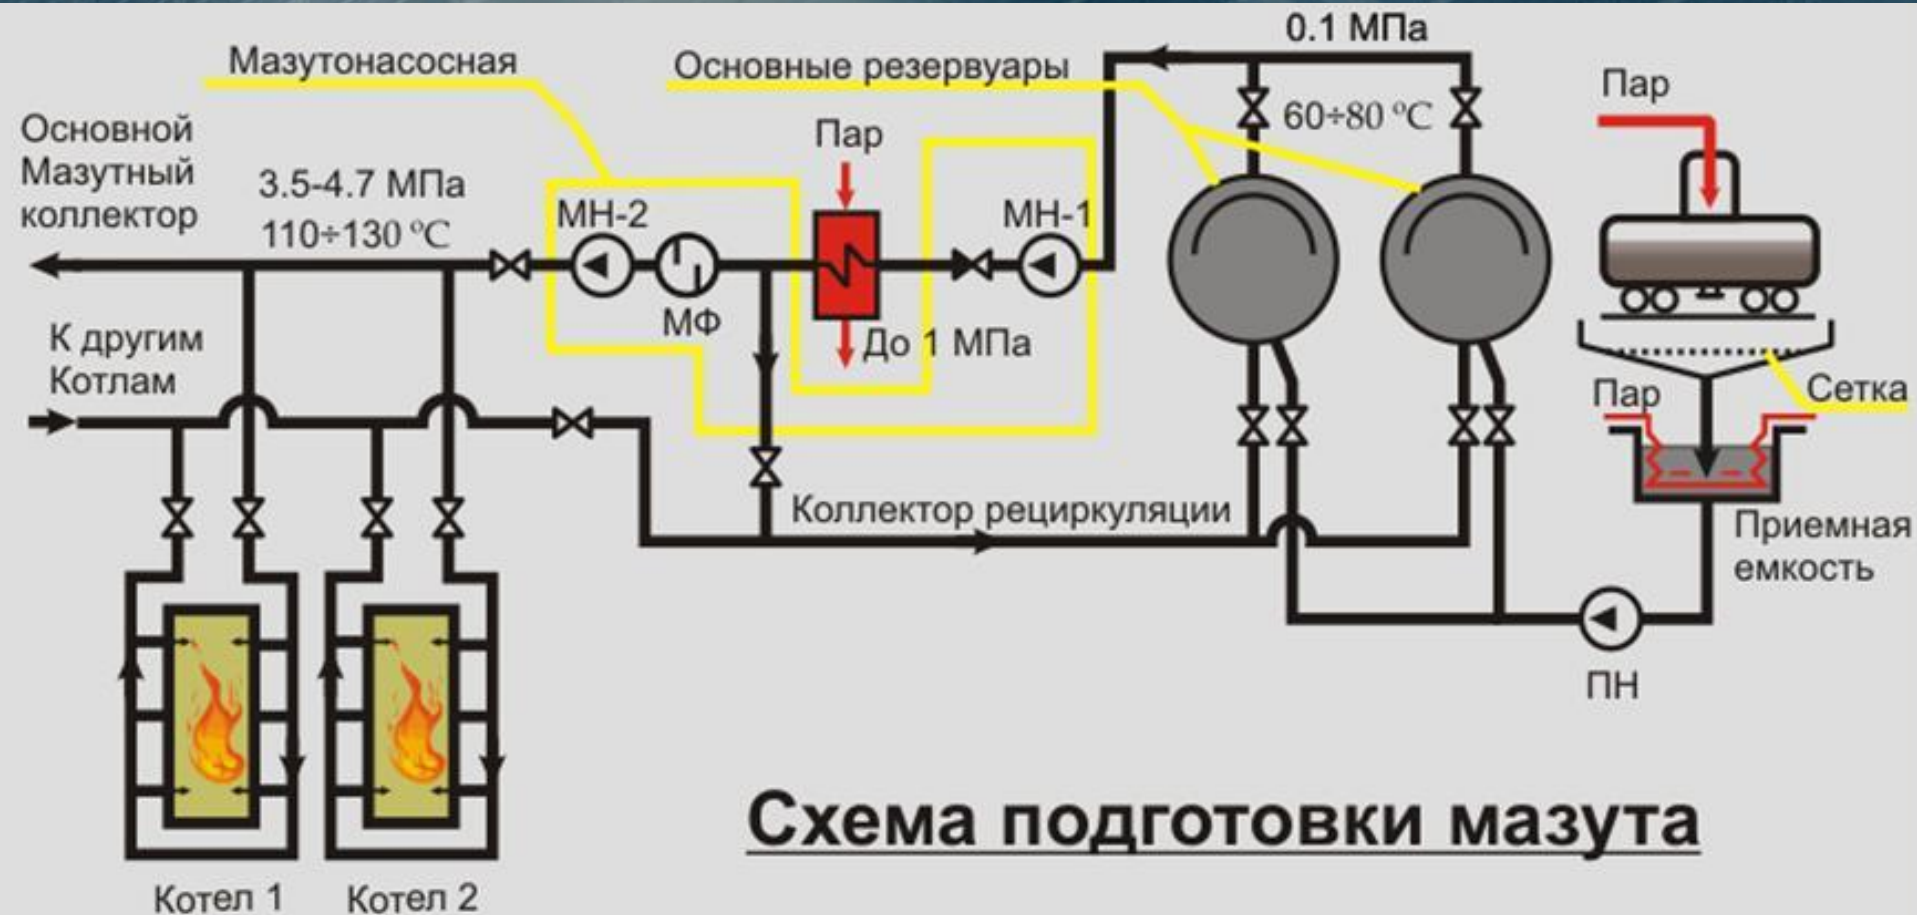 0.1 МПа
Мазутонасосная
Основные резервуары
Пар
60÷80 ºC
Основной
Мазутный
коллектор
3.5-4.7 МПа
110÷130 ºC
Пар
МН-2
МН-1
МФ
До 1 МПа
К другим
Котлам
Пар
Сетка
Коллектор рециркуляции
Приемная
емкость
ПН
Схема подготовки мазута
Котел 1
Котел 2